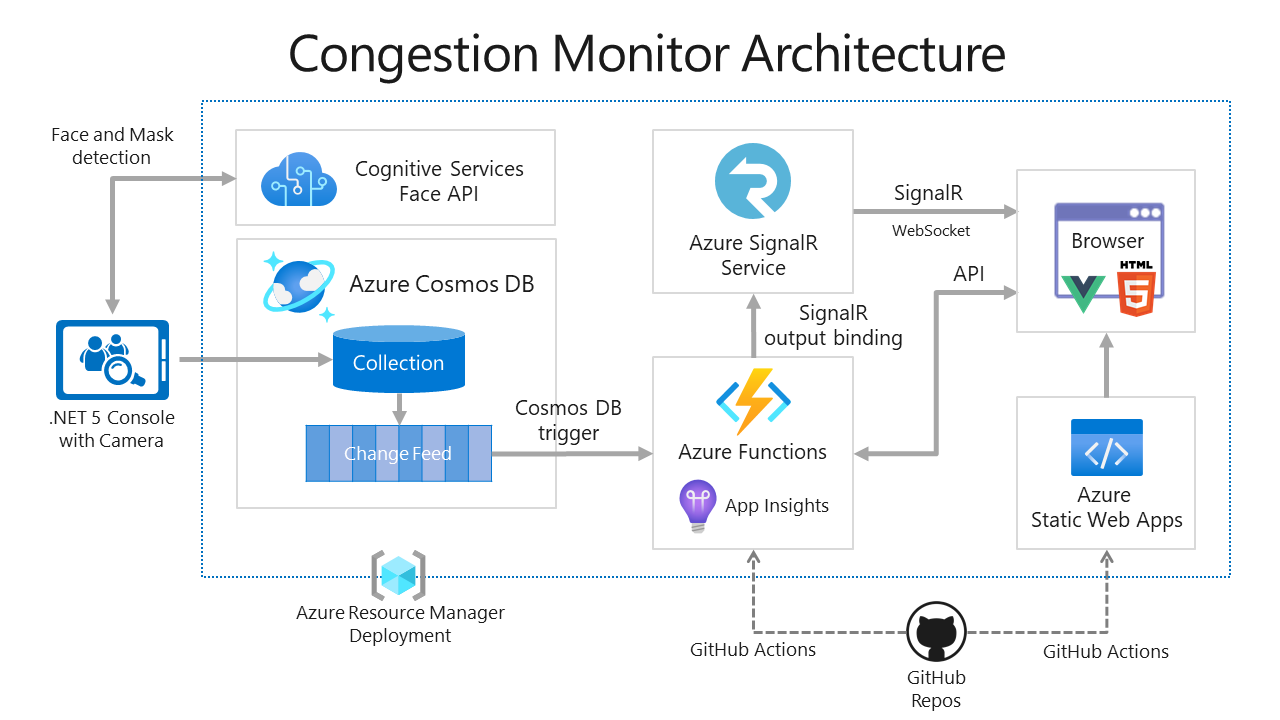 Congestion Monitor Architecture
Face and Mask
detection
Cognitive Services
Face API
Azure Cosmos DB
Collection
Change Feed
.NET 5 Console
with Camera
Cosmos DB
trigger
Azure SignalR
Service
SignalR
output binding
Azure Functions
App Insights
SignalR
WebSocket
API
Browser
HTML
5
Azure
Static Web Apps
Azure Resource Manager
Deployment
GitHub Actions
GitHub
Repos
GitHub Actions